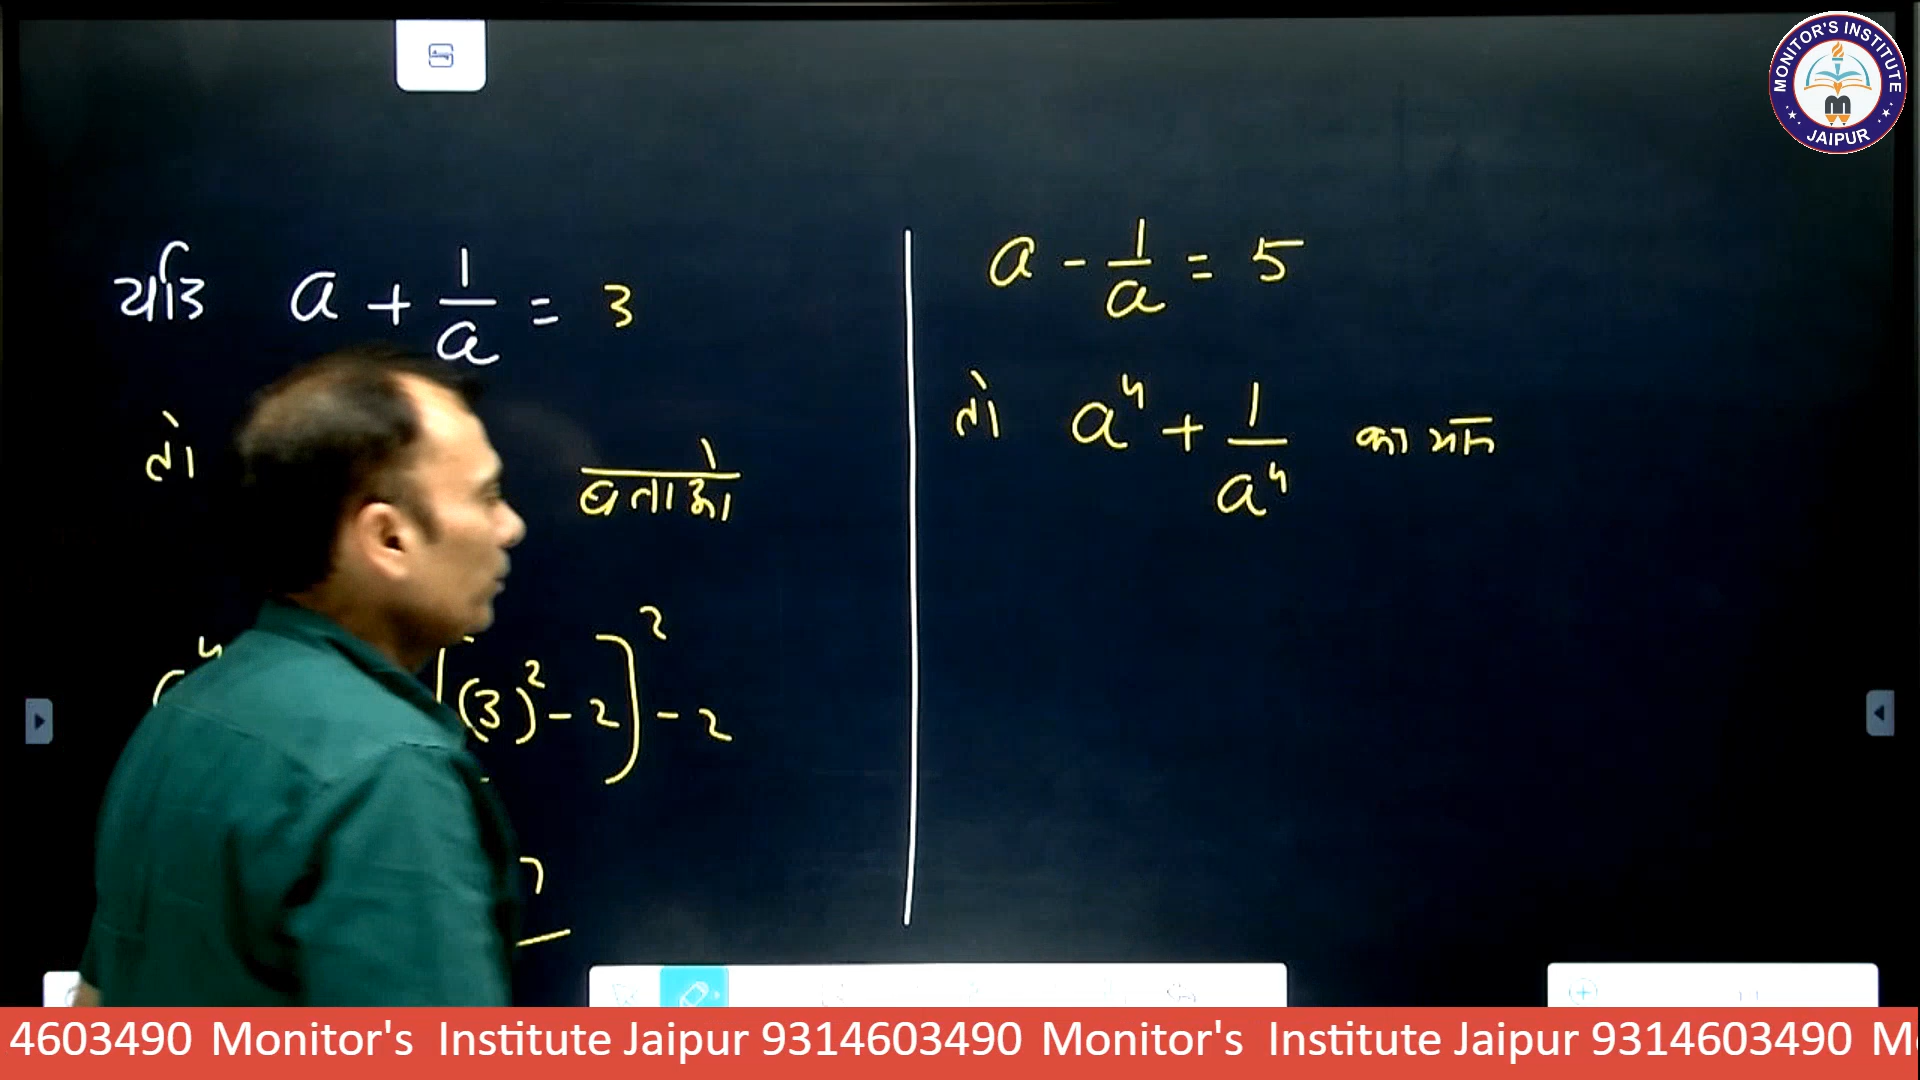 MONITOR'S INSTITUTE
JAIPUR
यदि a + 1/a = 3
तो
बताओ
(3)² - 2)² - 2
7
a - 1/a = 5
तो a⁴ + 1/a⁴ का मान
4603490 Monitor's Institute Jaipur 9314603490 Monitor's Institute Jaipur 9314603490 M